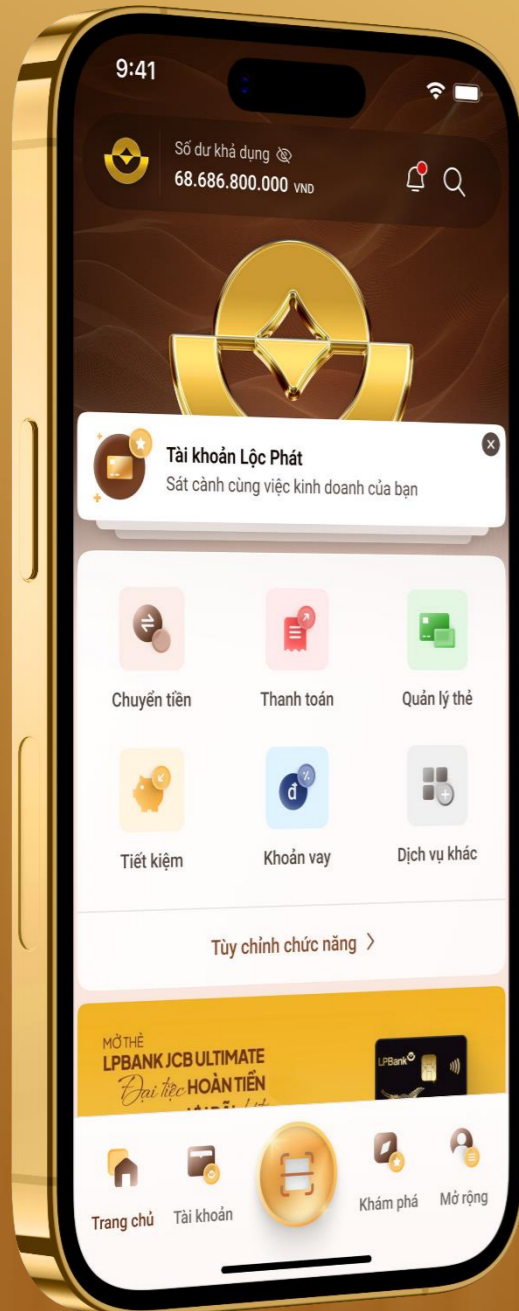 9:41
Số dư khả dụng
68.686.800.000 VND
Tài khoản Lộc Phát
Sát cành cùng việc kinh doanh của bạn
Chuyển tiền
Thanh toán
Quản lý thẻ
đ
%
Tiết kiệm
Khoản vay
Dịch vụ khác
Tùy chỉnh chức năng
MỞ THẺ
LPBANK JCB ULTIMATE
Đại tiệc HOÀN TIỀN
LPBank
Trang chủ
Tài khoản
Khám phá
Mở rộng